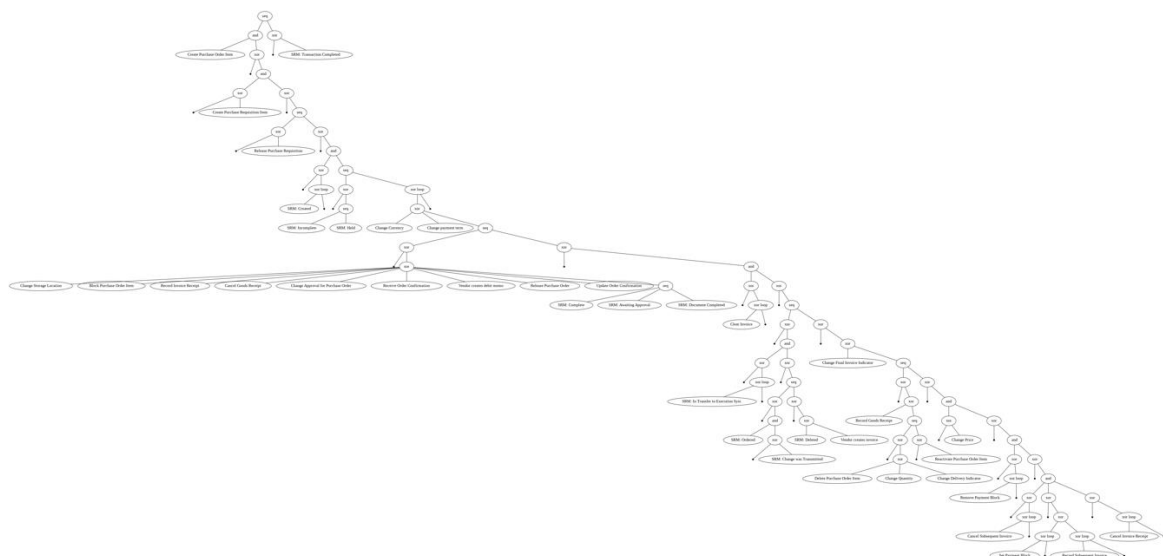 seq
and
xor
Create Purchase Order Item
xor
SRM: Transaction Completed
and
xor
xor
Create Purchase Requisition Item
seq
xor
xor
Release Purchase Requisition
and
xor
seq
xor loop
xor
xor loop
SRM: Created
seq
xor
SRM: Incomplete
SRM: Held
Change Currency
Change payment term
seq
xor
xor
xor
and
Change Storage Location
Block Purchase Order Item
Record Invoice Receipt
Cancel Goods Receipt
Change Approval for Purchase Order
Receive Order Confirmation
Vendor creates debit memo
Release Purchase Order
Update Order Confirmation
seq
xor
xor
SRM: Complete
SRM: Awaiting Approval
SRM: Document Completed
xor loop
seq
Clear Invoice
xor
xor
and
xor
xor
xor
Change Final Invoice Indicator
seq
xor loop
seq
xor
xor
SRM: In Transfer to Execution Syst.
xor
xor
xor
and
and
xor
Record Goods Receipt
seq
xor
xor
SRM: Ordered
xor
SRM: Deleted
Vendor creates invoice
xor
xor
Change Price
and
SRM: Change was Transmitted
xor
Reactivate Purchase Order Item
xor
xor
Delete Purchase Order Item
Change Quantity
Change Delivery Indicator
xor loop
and
Remove Payment Block
xor
xor
xor
xor loop
xor
xor loop
Cancel Subsequent Invoice
xor loop
xor loop
Cancel Invoice Receipt
Set Payment Block
Record Subsequent Invoice